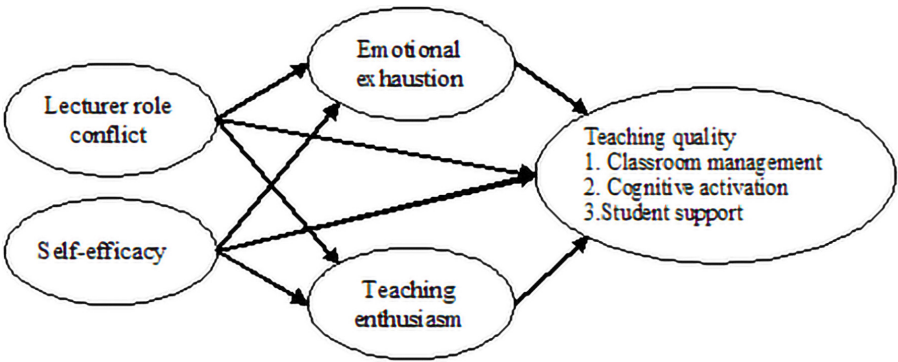 Emotional
exhaustion
Lecturer role
conflict
Teaching quality
1. Classroom management
2. Cognitive activation
3.Student support
Self-efficacy
Teaching
enthusiasm